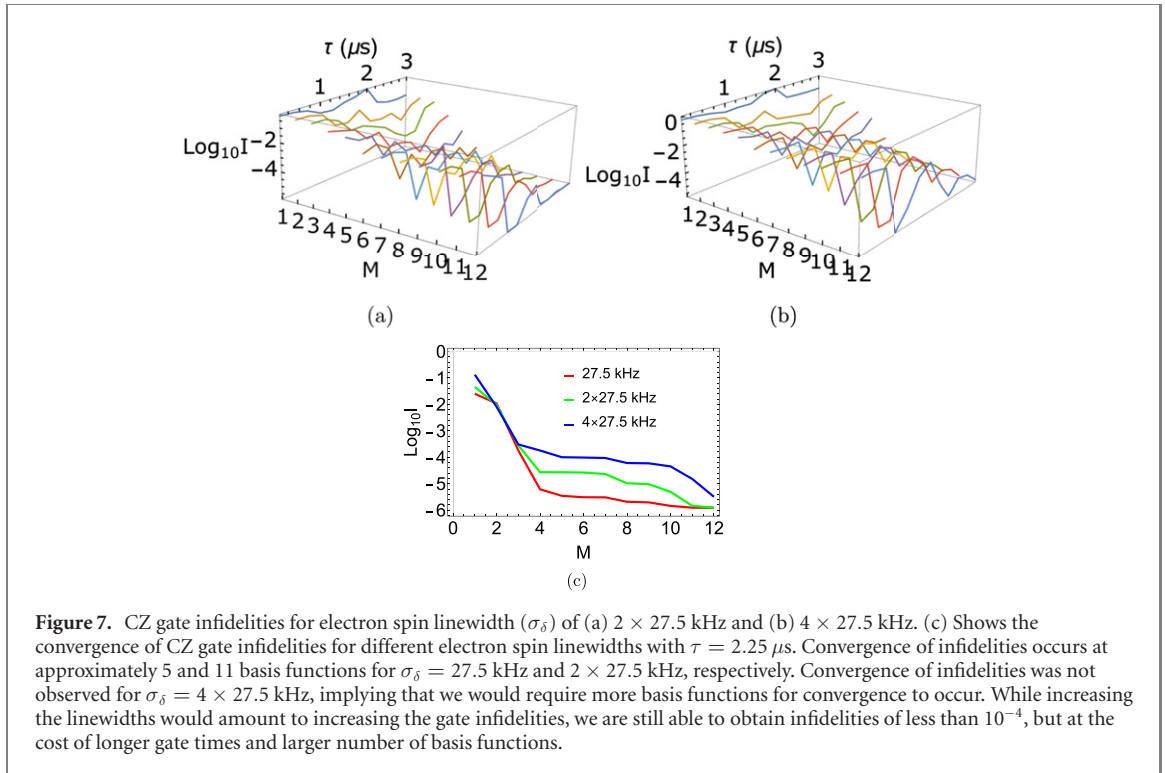 τ (μs)
1
2
3
Log10I
−2
−4
1 2 3 4 5 6 7 8 9 10 11 12
M
(a)
τ (μs)
1
2
3
0
−2
Log10I
−4
1 2 3 4 5 6 7 8 9 10 11 12
M
(b)
0
−1
−2
−3
−4
−5
−6
Log10I
27.5 kHz
2×27.5 kHz
4×27.5 kHz
0 2 4 6 8 10 12
M
(c)
Figure 7. CZ gate infidelities for electron spin linewidth (σδ) of (a) 2 × 27.5 kHz and (b) 4 × 27.5 kHz. (c) Shows the
convergence of CZ gate infidelities for different electron spin linewidths with τ = 2.25 μs. Convergence of infidelities occurs at
approximately 5 and 11 basis functions for σδ = 27.5 kHz and 2 × 27.5 kHz, respectively. Convergence of infidelities was not
observed for σδ = 4 × 27.5 kHz, implying that we would require more basis functions for convergence to occur. While increasing
the linewidths would amount to increasing the gate infidelities, we are still able to obtain infidelities of less than 10⁻⁴, but at the
cost of longer gate times and larger number of basis functions.